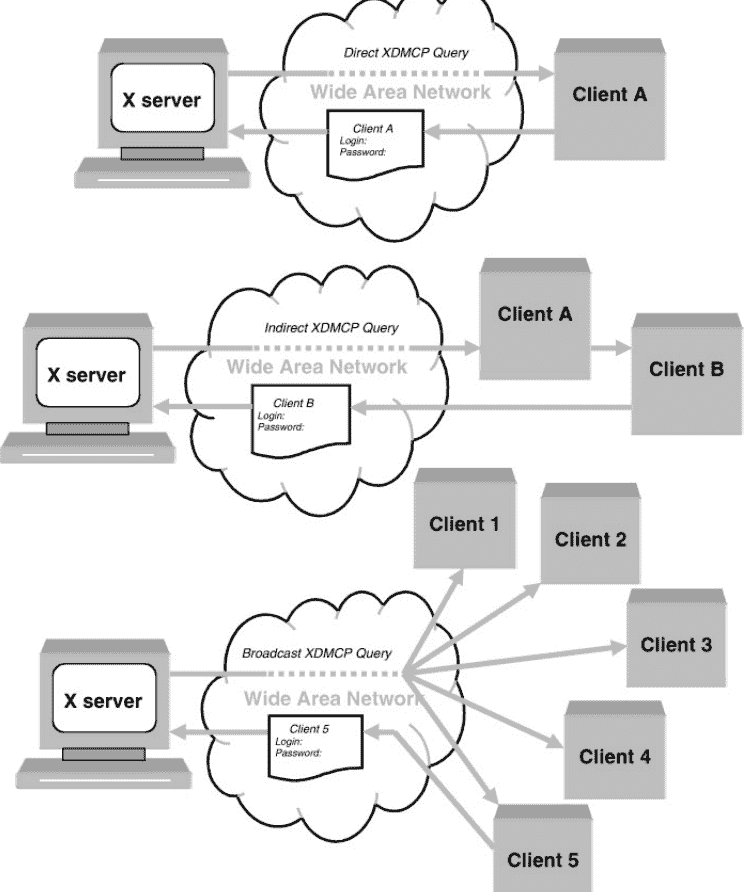 Direct XDMCP Query
X server
Wide Area Network
Client A
Client A
Login:
Password:
Indirect XDMCP Query
Client A
X server
Wide Area Network
Client B
Client B
Login:
Password:
Client 1
Client 2
Broadcast XDMCP Query
Client 3
X server
Wide Area Network
Client 5
Login:
Password:
Client 4
Client 5